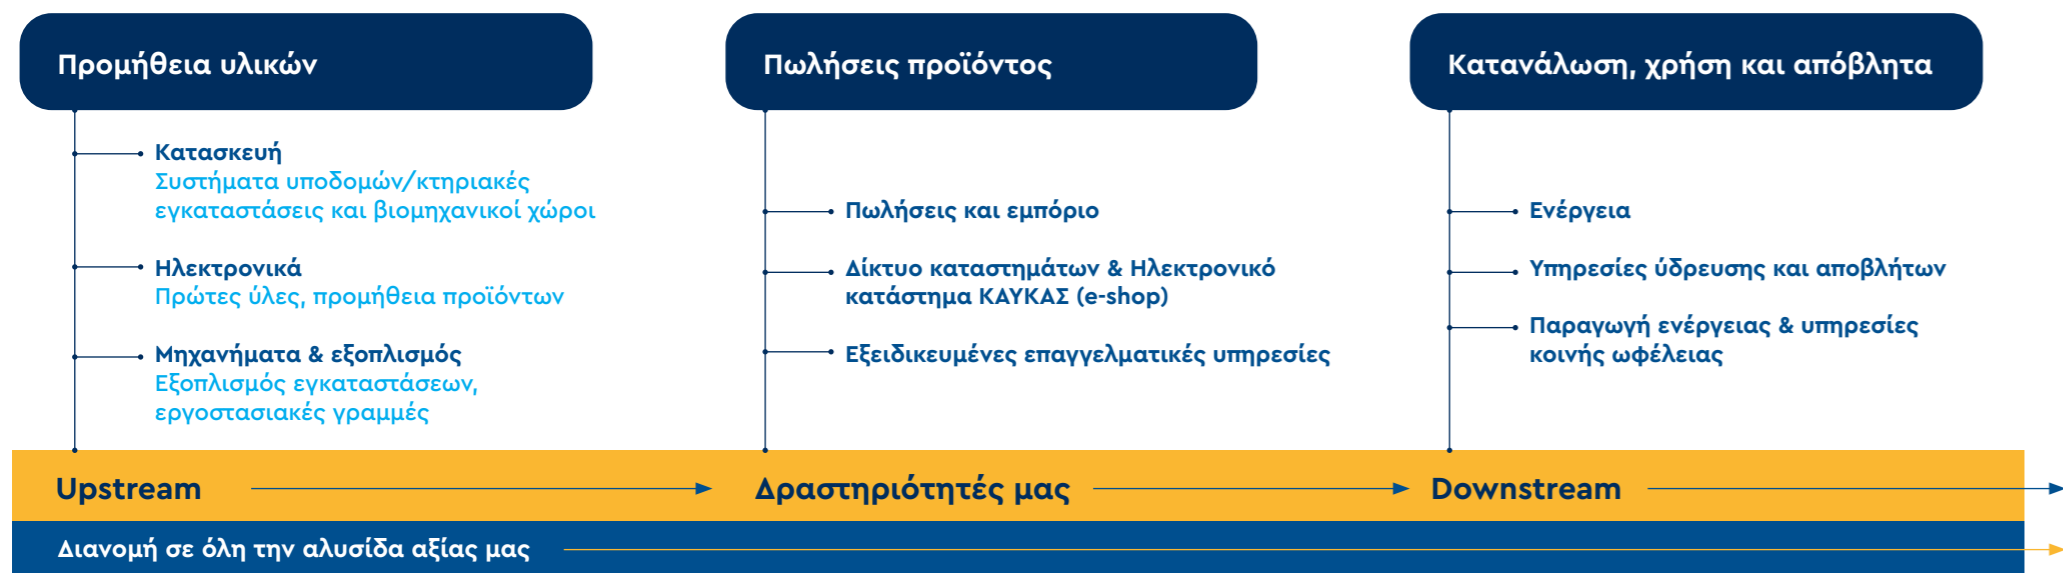 Προμήθεια υλικών
Κατασκευή
Συστήματα υποδομών/κτηριακές
εγκαταστάσεις και βιομηχανικοί χώροι
Ηλεκτρονικά
Πρώτες ύλες, προμήθεια προϊόντων
Μηχανήματα & εξοπλισμός
Εξοπλισμός εγκαταστάσεων,
εργοστασιακές γραμμές
Πωλήσεις προϊόντος
Πωλήσεις και εμπόριο
Δίκτυο καταστημάτων & Ηλεκτρονικό
κατάστημα ΚΑΥΚΑΣ (e-shop)
Εξειδικευμένες επαγγελματικές υπηρεσίες
Κατανάλωση, χρήση και απόβλητα
Ενέργεια
Υπηρεσίες ύδρευσης και αποβλήτων
Παραγωγή ενέργειας & υπηρεσίες
κοινής ωφέλειας
Upstream
Δραστηριότητές μας
Downstream
Διανομή σε όλη την αλυσίδα αξίας μας